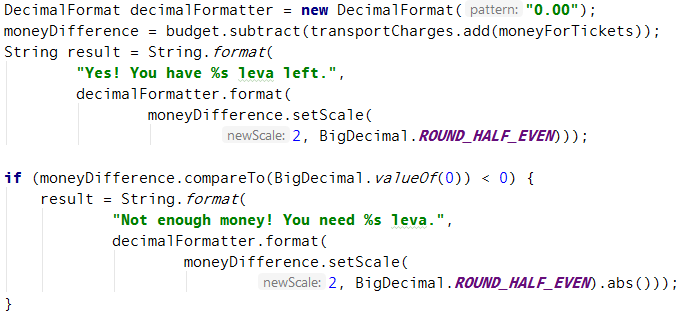 DecimalFormat decimalFormatter = new DecimalFormat( pattern: "0.00");
moneyDifference = budget.subtract(transportCharges.add(moneyForTickets));
String result = String.format(
        "Yes! You have %s leva left.",
        decimalFormatter.format(
                moneyDifference.setScale(
                        newScale: 2, BigDecimal.ROUND_HALF_EVEN)));
if (moneyDifference.compareTo(BigDecimal.valueOf(0)) < 0) {
    result = String.format(
            "Not enough money! You need %s leva.",
            decimalFormatter.format(
                    moneyDifference.setScale(
                            newScale: 2, BigDecimal.ROUND_HALF_EVEN).abs()));
}